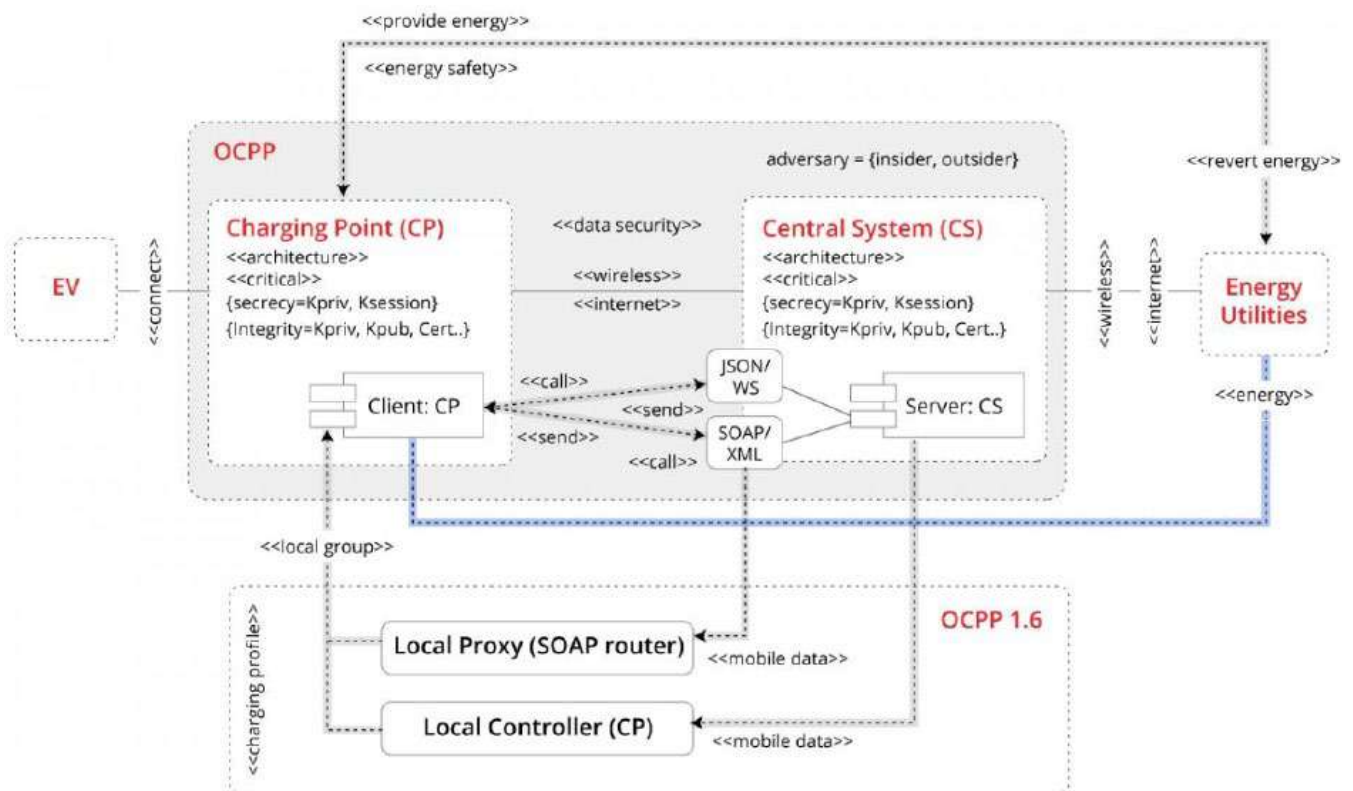 <<provide energy>>
<<energy safety>>
OCPP
adversary = {insider, outsider}
<<revert energy>>
Charging Point (CP)
<<architecture>>
<<critical>>
{secrecy=Kpriv, Ksession}
{Integrity=Kpriv, Kpub, Cert..}
<<data security>>
<<wireless>>
<<internet>>
Central System (CS)
<<architecture>>
<<critical>>
{secrecy=Kpriv, Ksession}
{Integrity=Kpriv, Kpub, Cert..}
EV
<<connect>>
<<wireless>>
<<internet>>
Energy
Utilities
Client: CP
<<call>>
<<send>>
<<send>>
<<call>>
JSON/
WS
SOAP/
XML
Server: CS
<<energy>>
<<local group>>
<<charging profile>>
OCPP 1.6
Local Proxy (SOAP router)
<<mobile data>>
Local Controller (CP)
<<mobile data>>